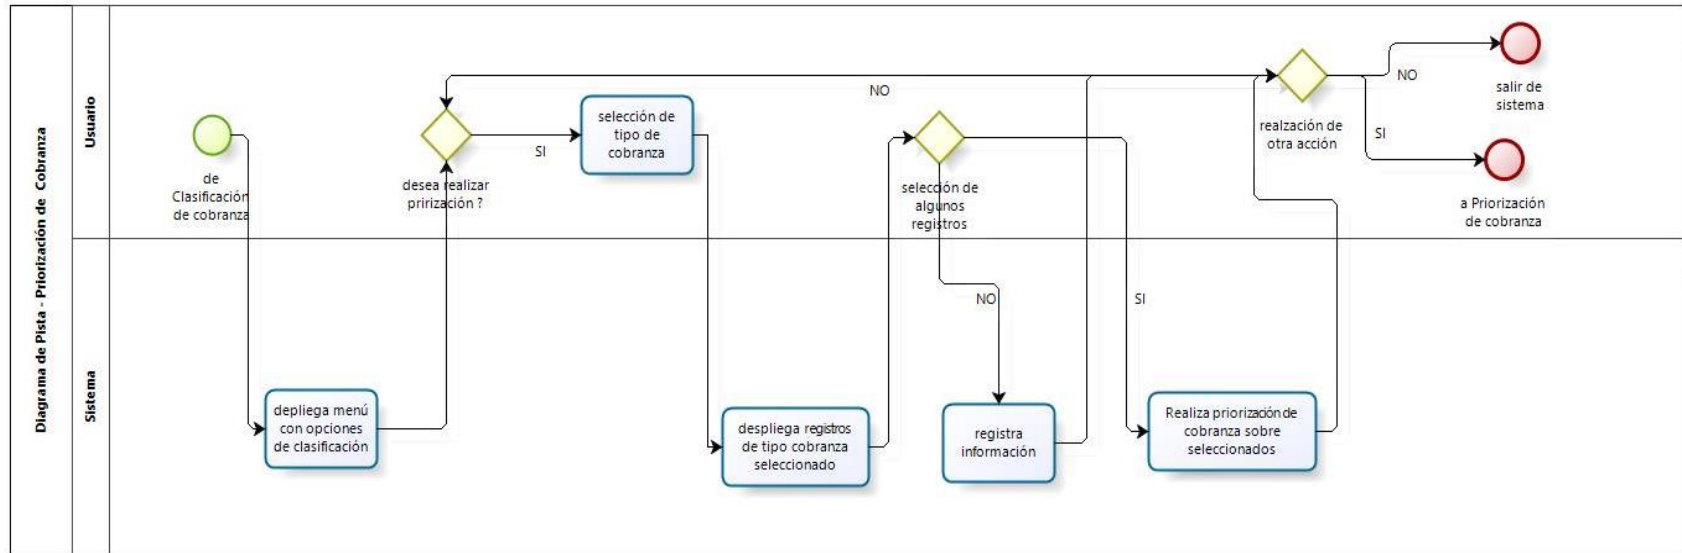 Diagrama de Pista - Priorización de Cobranza
Usuario
de
Clasificación
de cobranza
desea realizar
prirización ?
SI
selección de
tipo de
cobranza
NO
selección de
algunos
registros
realzación de
otra acción
NO
SI
salir de
sistema
a Priorización
de cobranza
Sistema
depliega menú
con opciones
de clasificación
despliega registros
de tipo cobranza
seleccionado
NO
registra
información
SI
Realiza priorización de
cobranza sobre
seleccionados